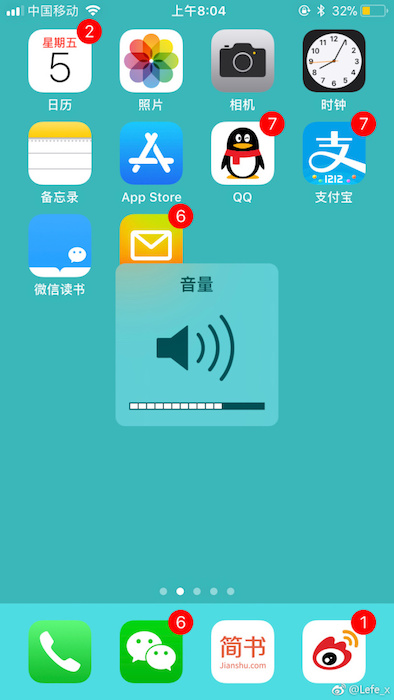 中国移动 上午8:04 32%
2
星期五
5
日历 照片 相机 时钟
7 7
支
1212
备忘录 App Store QQ 支付宝
6
微信读书
音量
6 1
简书
Jianshu.com
@Lefe_x